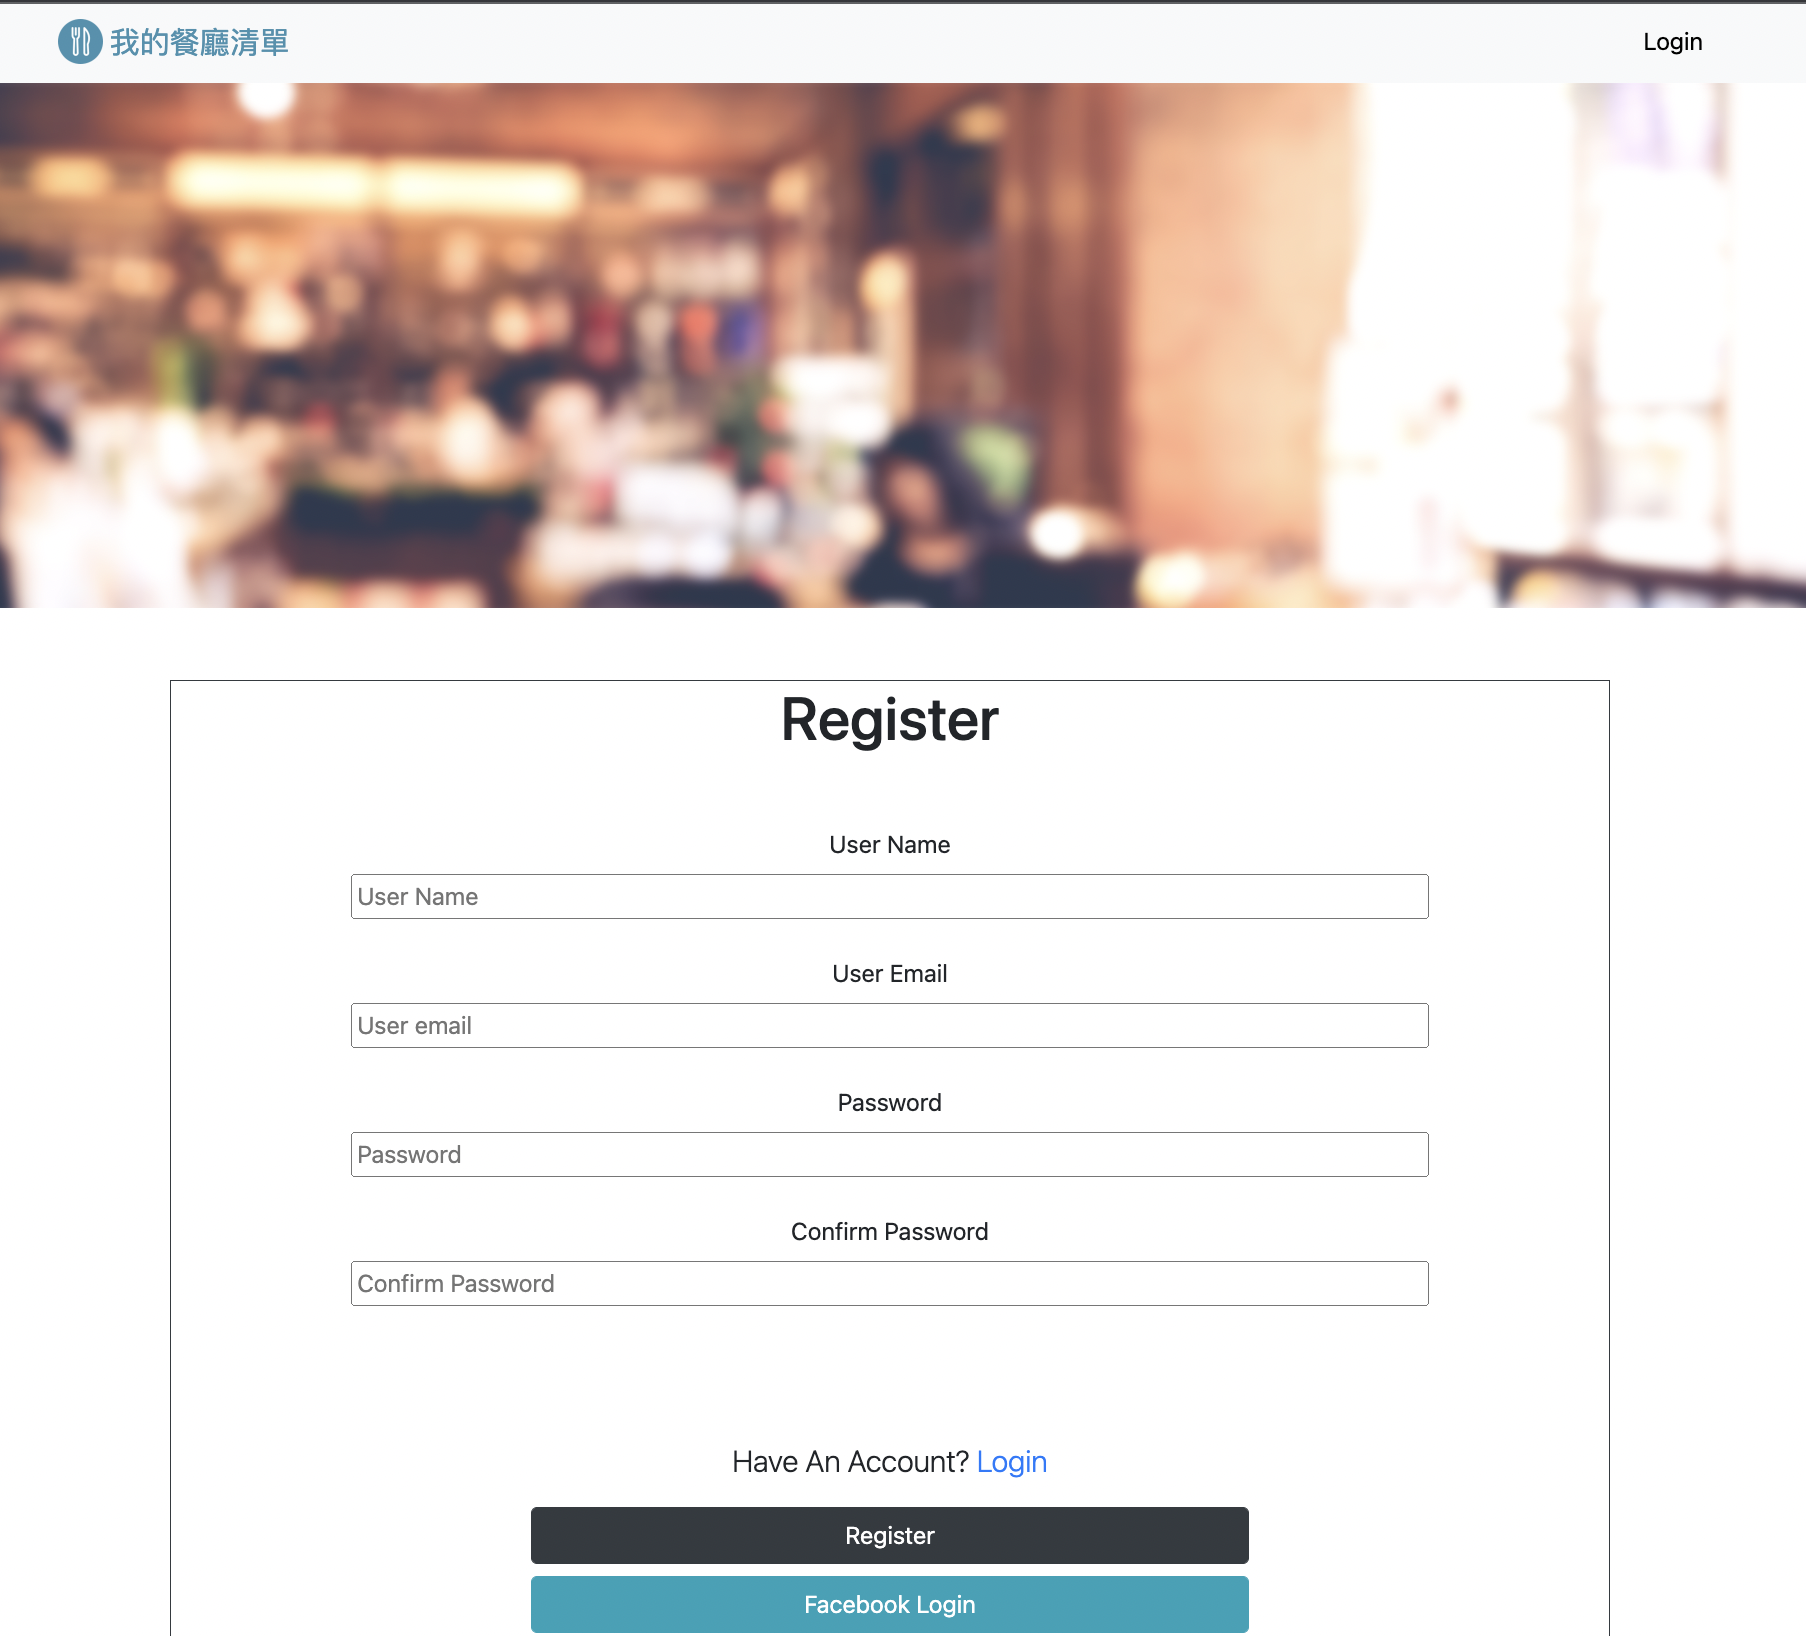 我的餐廳清單
Login
Register
User Name
User Name
User Email
User email
Password
Password
Confirm Password
Confirm Password
Have An Account? Login
Register
Facebook Login